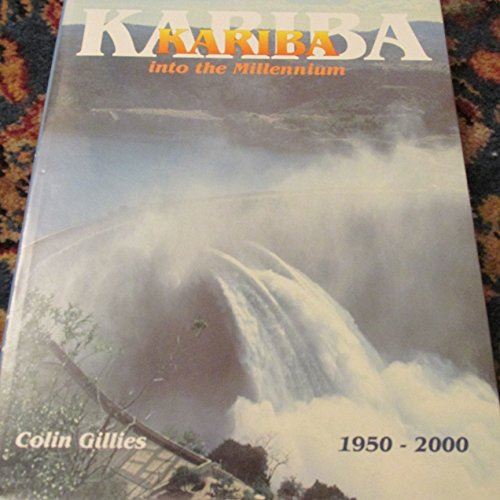 KARIBA
KARIBA
into the Millennium
Colin Gillies
1950 - 2000